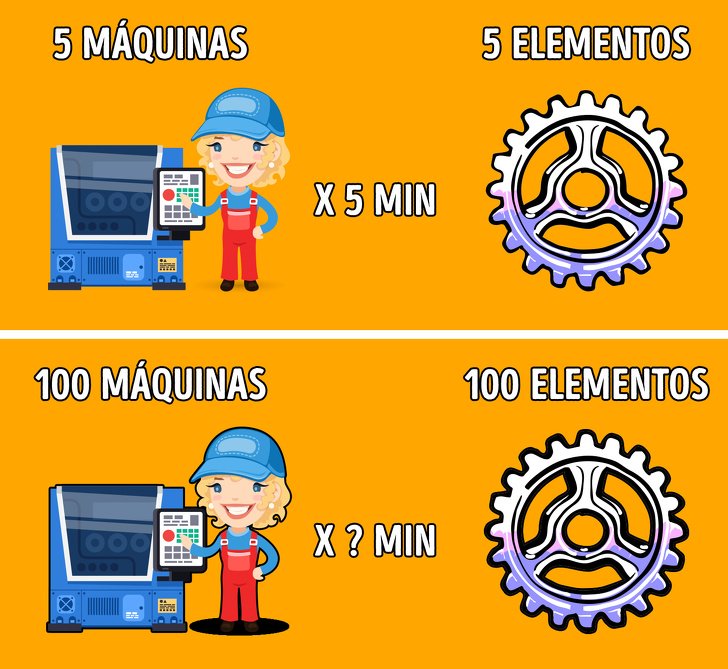 5 MÁQUINAS
5 ELEMENTOS
X 5 MIN
100 MÁQUINAS
100 ELEMENTOS
X ? MIN